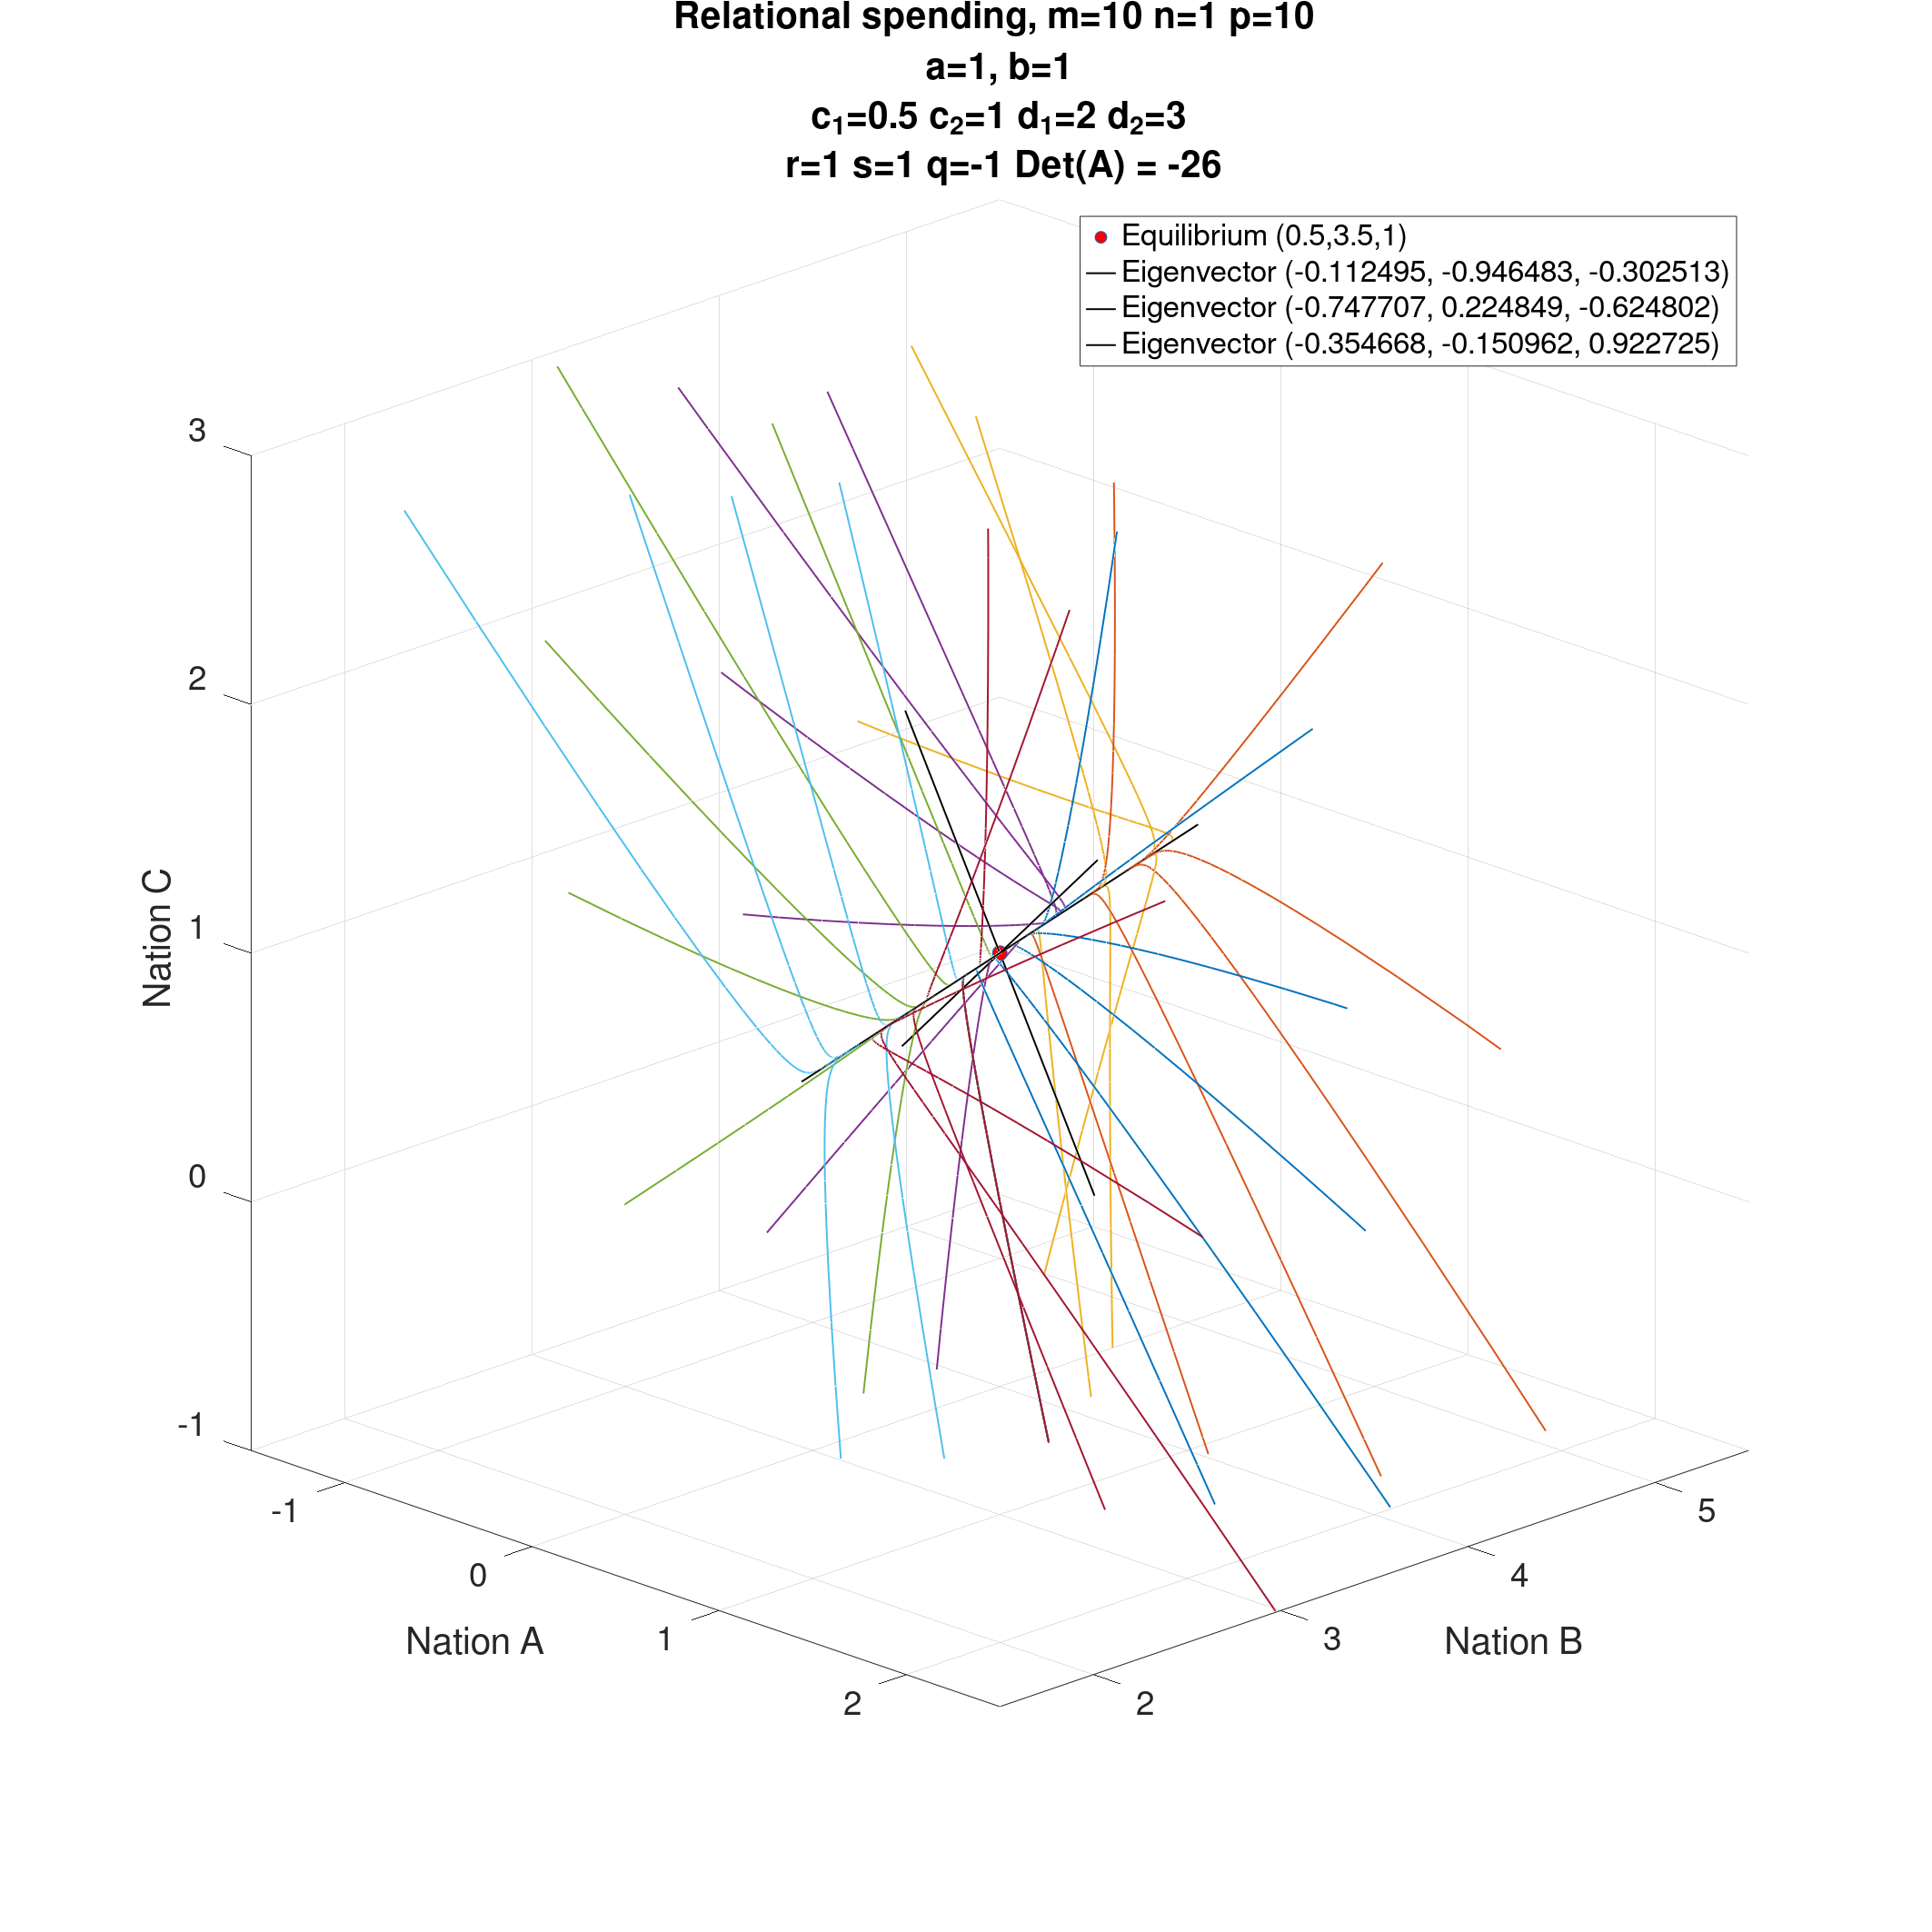 Relational spending, m=10 n=1 p=10
a=1, b=1
c₁=0.5 c₂=1 d₁=2 d₂=3
r=1 s=1 q=-1 Det(A) = -26
Equilibrium (0.5,3.5,1)
Eigenvector (-0.112495, -0.946483, -0.302513)
Eigenvector (-0.747707, 0.224849, -0.624802)
Eigenvector (-0.354668, -0.150962, 0.922725)
3
2
1
0
-1
Nation C
-1
0
1
2
Nation A
2
3
4
5
Nation B